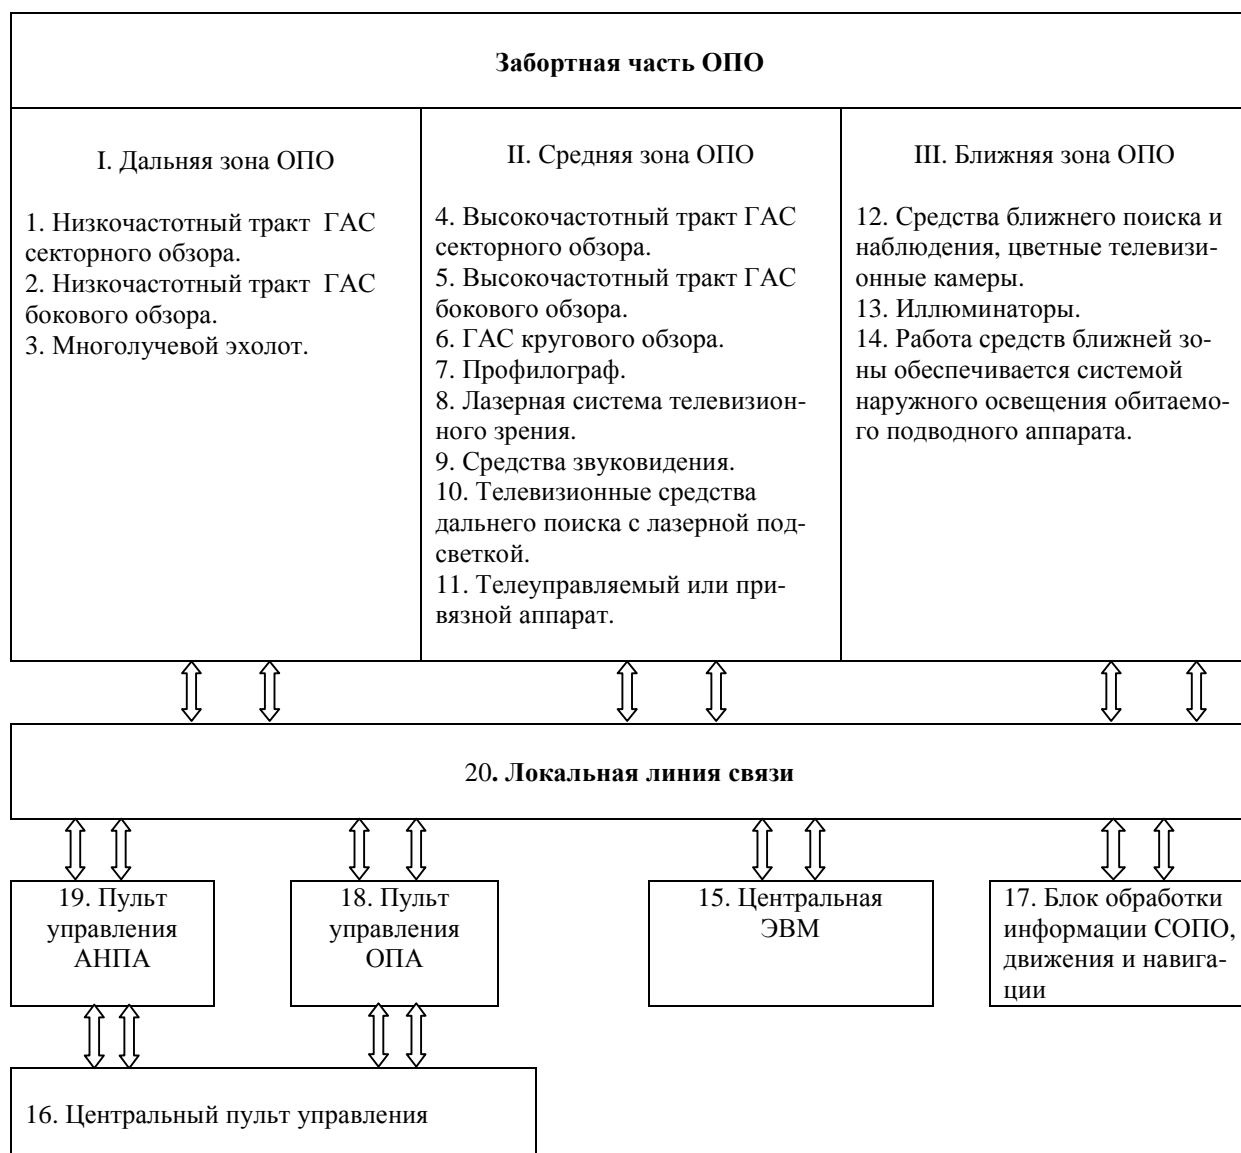 Забортная часть ОПО
I. Дальняя зона ОПО
1. Низкочастотный тракт ГАС
секторного обзора.
2. Низкочастотный тракт ГАС
бокового обзора.
3. Многолучевой эхолот.
II. Средняя зона ОПО
4. Высокочастотный тракт ГАС
секторного обзора.
5. Высокочастотный тракт ГАС
бокового обзора.
6. ГАС кругового обзора.
7. Профилограф.
8. Лазерная система телевизион-
ного зрения.
9. Средства звуковидения.
10. Телевизионные средства
дальнего поиска с лазерной под-
светкой.
11. Телеуправляемый или при-
вязной аппарат.
III. Ближняя зона ОПО
12. Средства ближнего поиска и
наблюдения, цветные телевизи-
онные камеры.
13. Иллюминаторы.
14. Работа средств ближней зо-
ны обеспечивается системой
наружного освещения обитаемо-
го подводного аппарата.
20. Локальная линия связи
19. Пульт
управления
АНПА
18. Пульт
управления
ОПА
15. Центральная
ЭВМ
17. Блок обработки
информации СОПО,
движения и навига-
ции
16. Центральный пульт управления